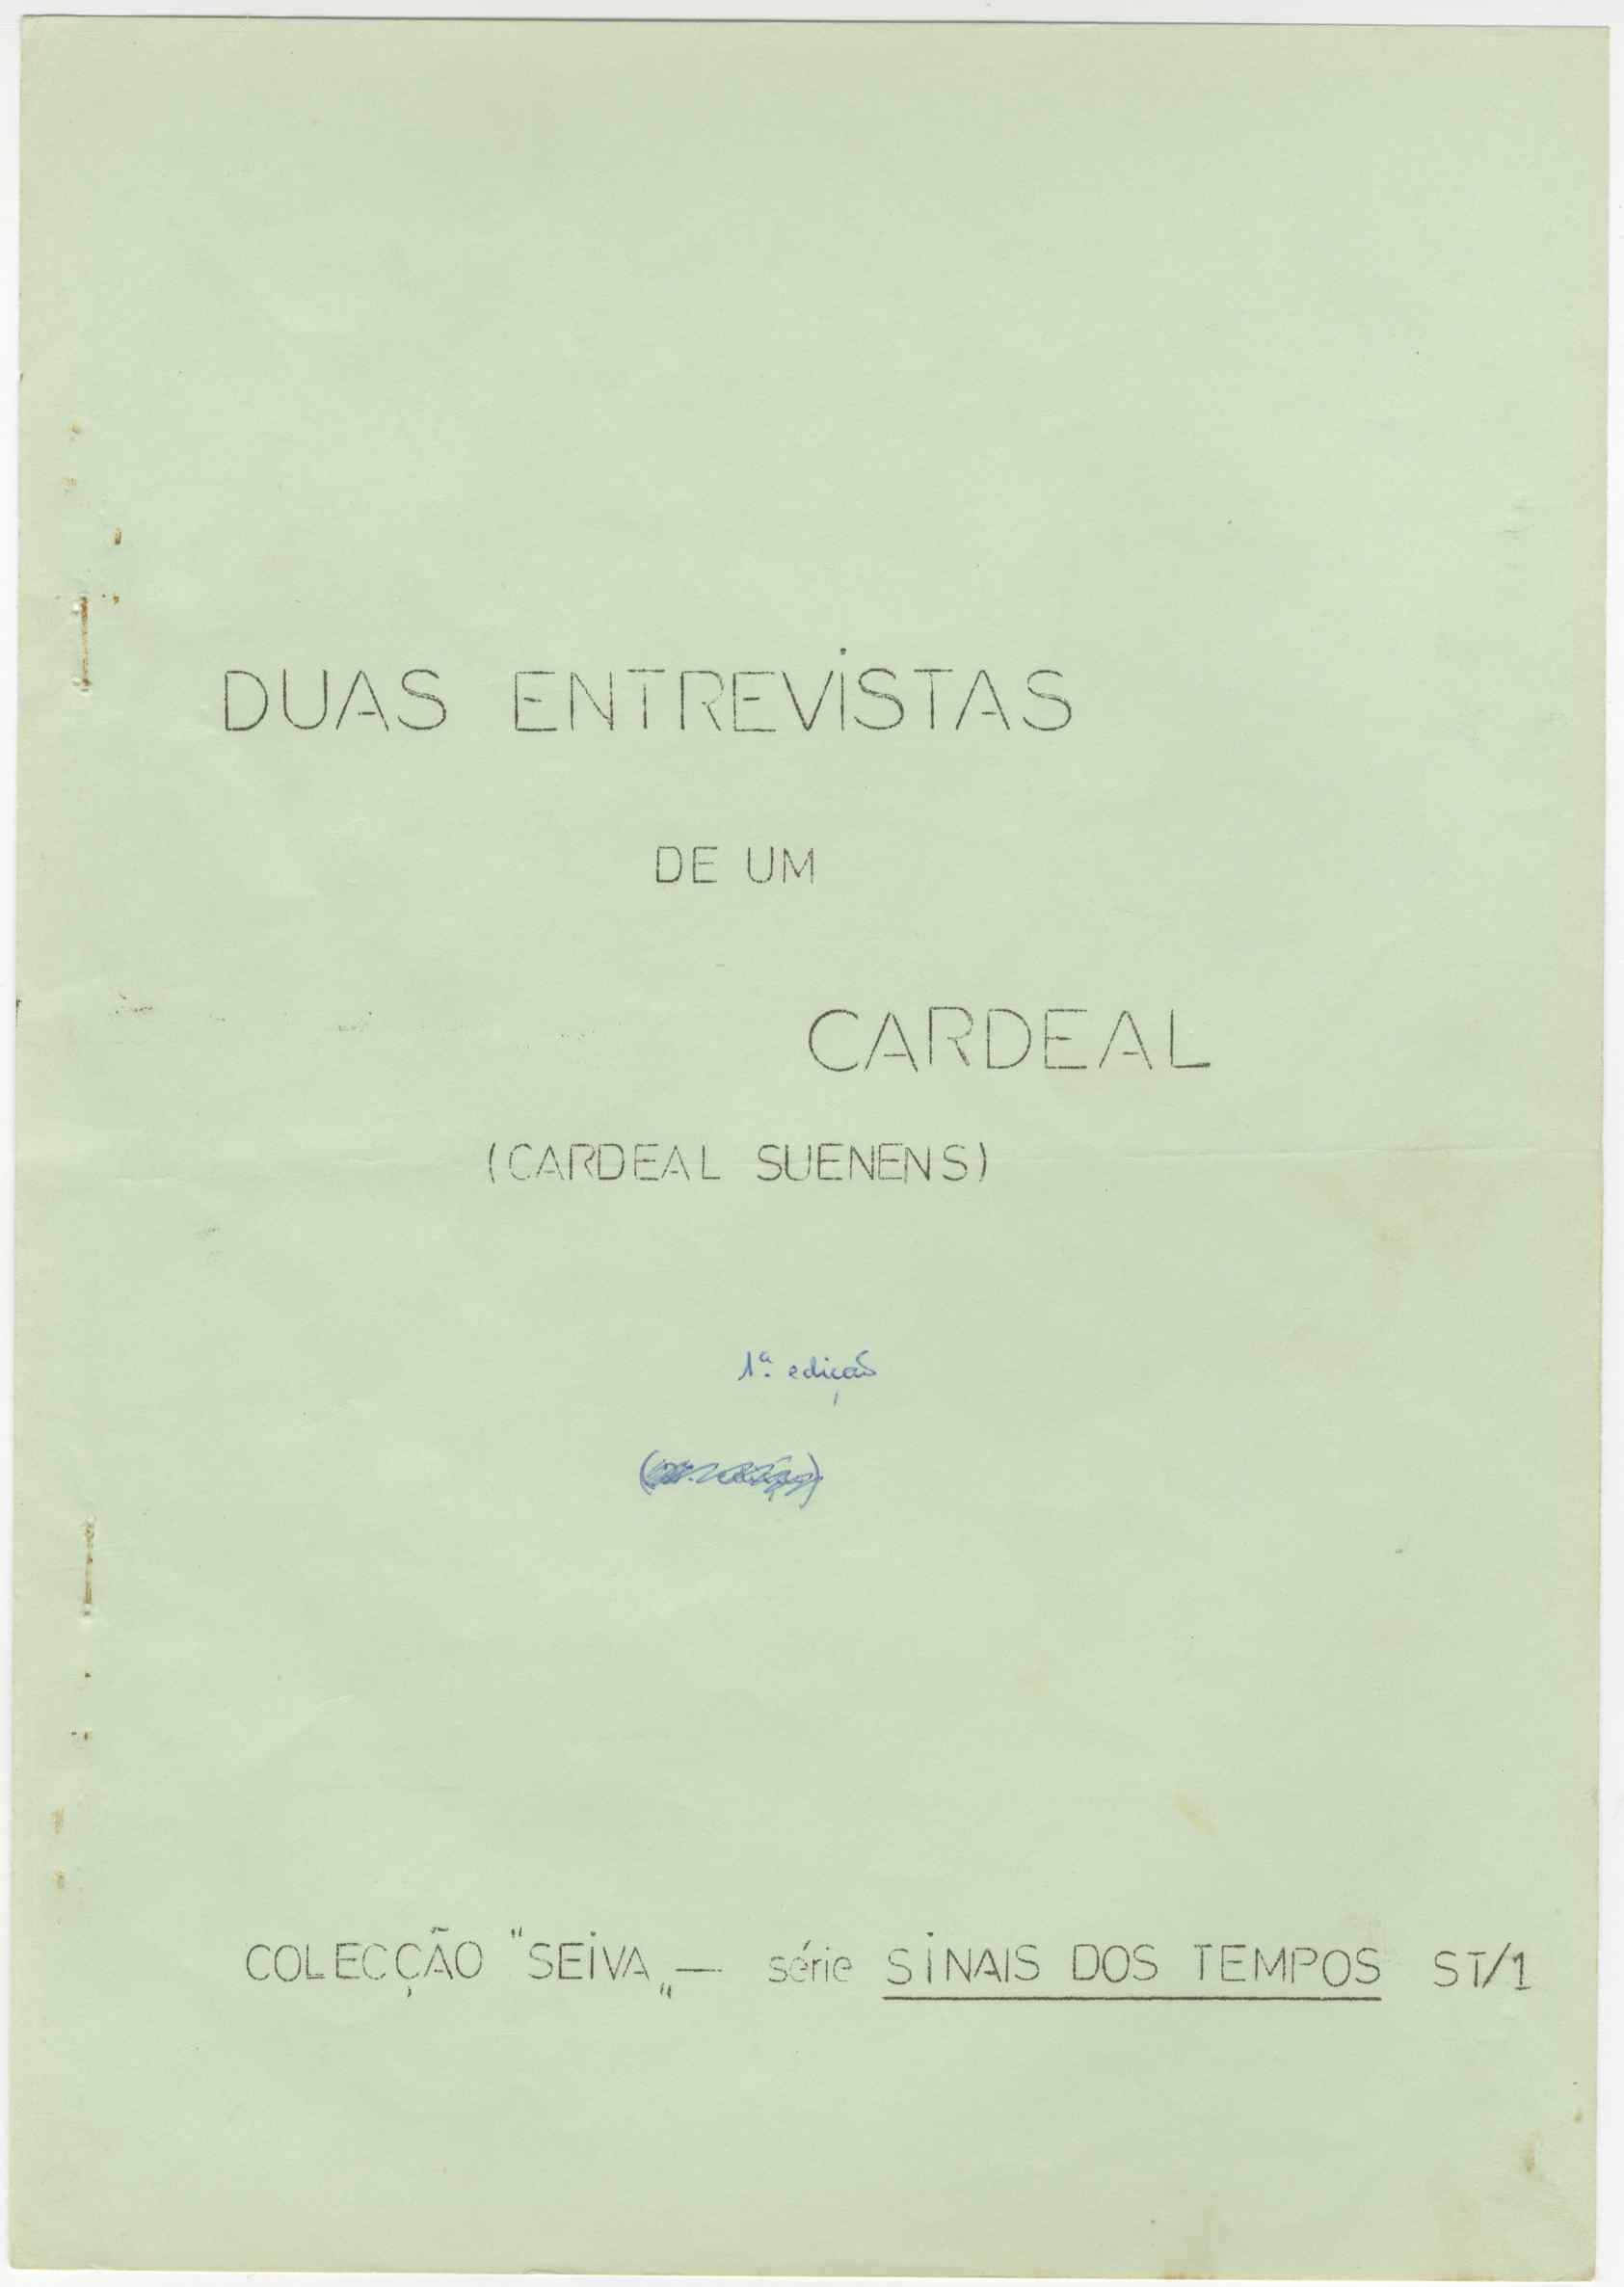 DUAS ENTREVISTAS
DE UM
CARDEAL
(CARDEAL SUENENS)
1ª edição
COLECÇÃO "SEIVA„ — série SINAIS DOS TEMPOS ST/1